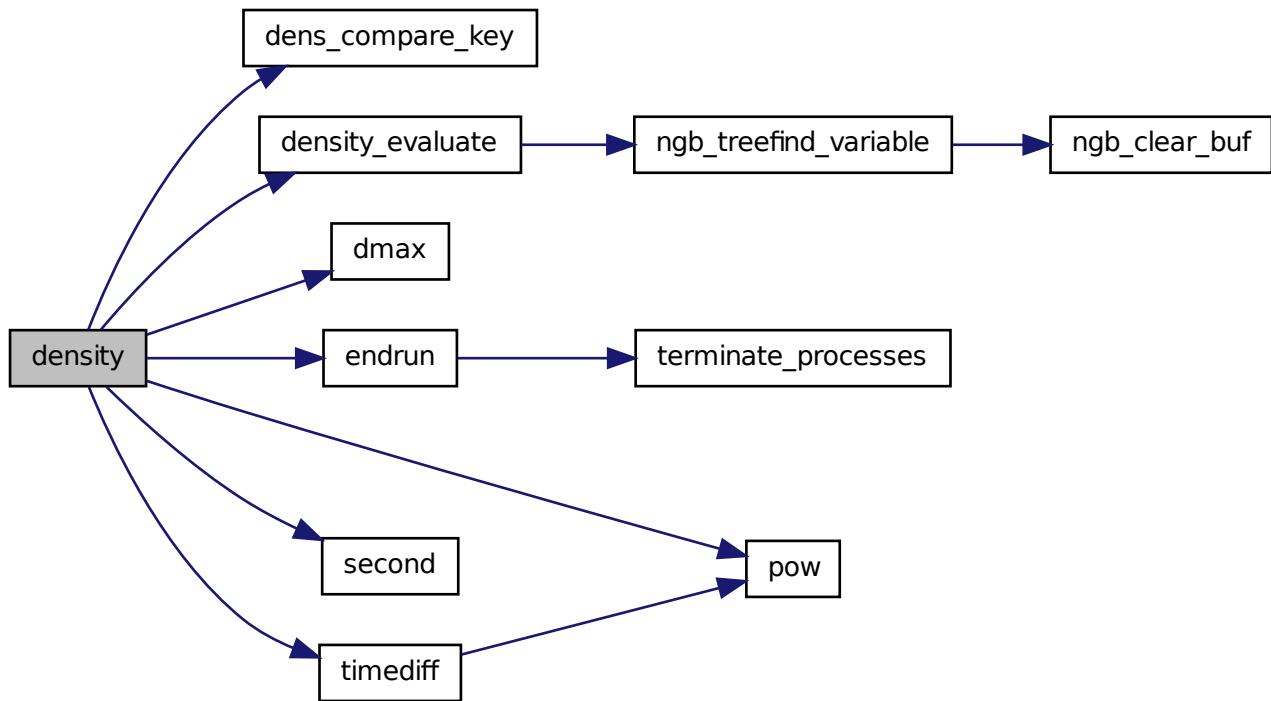 dens_compare_key
density_evaluate
ngb_treefind_variable
ngb_clear_buf
dmax
density
endrun
terminate_processes
second
pow
timediff